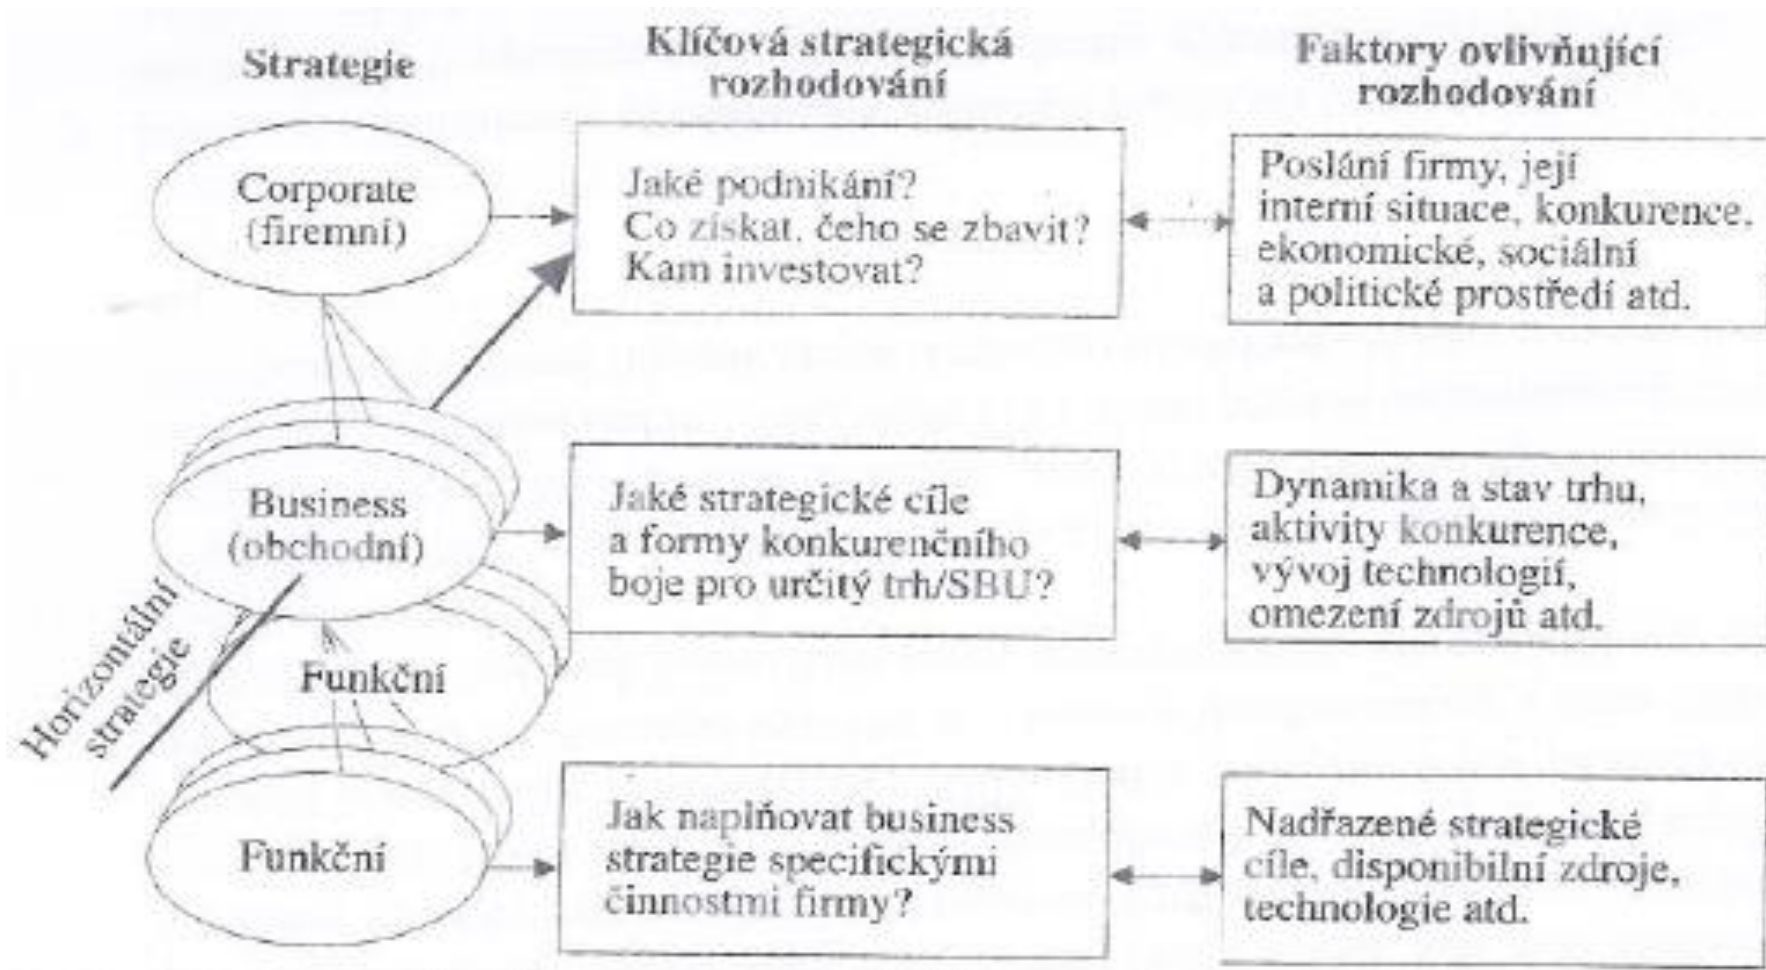 Strategie
Klíčová strategická
rozhodování
Faktory ovlivňující
rozhodování
Corporate
(firemní)
Jaké podnikání?
Co získat, čeho se zbavit?
Kam investovat?
Poslání firmy, její
interní situace, konkurence,
ekonomické, sociální
a politické prostředí atd.
Business
(obchodní)
Jaké strategické cíle
a formy konkurenčního
boje pro určitý trh/SBU?
Dynamika a stav trhu,
aktivity konkurence,
vývoj technologií,
omezení zdrojů atd.
Horizontální
strategie
Funkční
Funkční
Jak naplňovat business
strategie specifickými
činnostmi firmy?
Nadřazené strategické
cíle, disponibilní zdroje,
technologie atd.